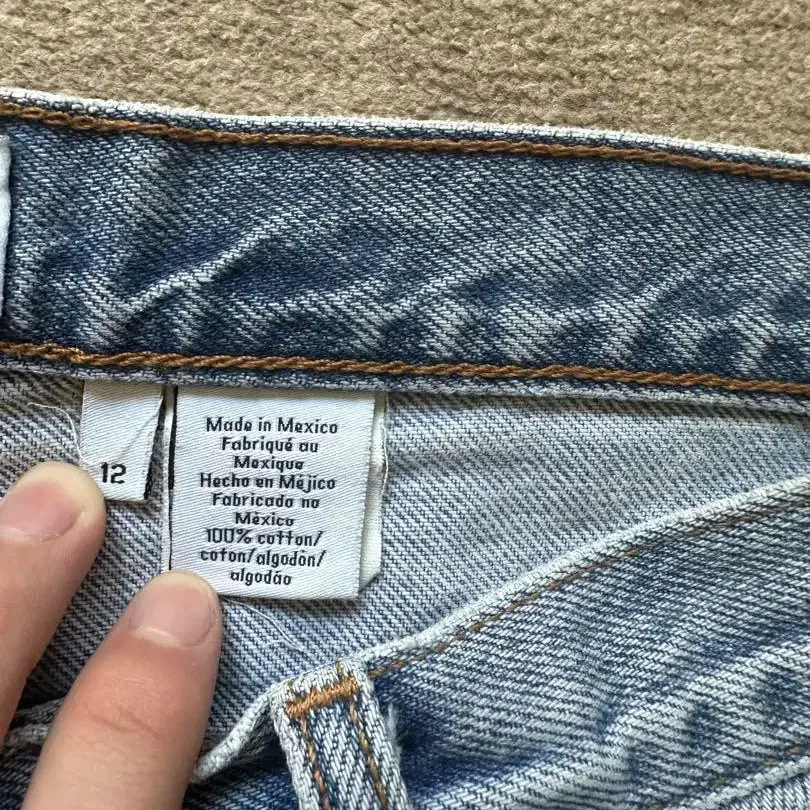 12
Made in Mexico
Fabriqué au
Mexique
Hecho en Méjico
Fabricado no
México
100% cotton/
coton/algodón/
algodão